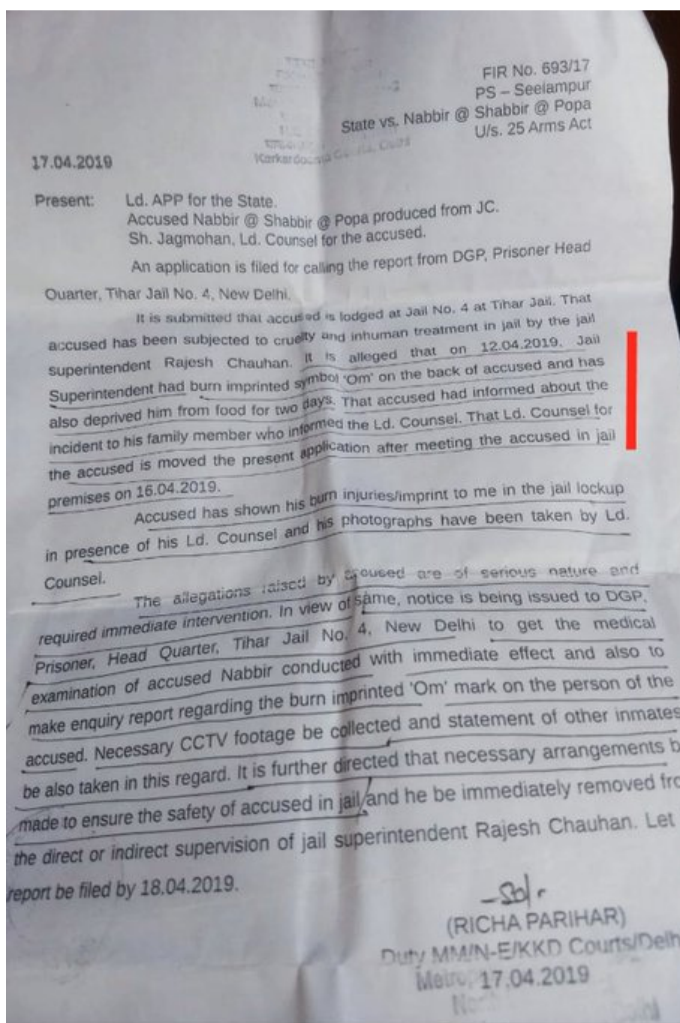 FIR No. 693/17
PS – Seelampur
State vs. Nabbir @ Shabbir @ Popa
U/s. 25 Arms Act
Karkardooma Delhi
17.04.2019
Present: Ld. APP for the State.
Accused Nabbir @ Shabbir @ Popa produced from JC.
Sh. Jagmohan, Ld. Counsel for the accused.
An application is filed for calling the report from DGP, Prisoner Head
Quarter, Tihar Jail No. 4, New Delhi.
It is submitted that accused is lodged at Jail No. 4 at Tihar Jail. That
accused has been subjected to cruelty and inhuman treatment in jail by the jail
superintendent Rajesh Chauhan. It is alleged that on 12.04.2019, Jail
Superintendent had burn imprinted symbol 'Om' on the back of accused and has
also deprived him from food for two days. That accused had informed about the
incident to his family member who informed the Ld. Counsel. That Ld. Counsel for
the accused is moved the present application after meeting the accused in jail
premises on 16.04.2019.
Accused has shown his burn injuries/imprint to me in the jail lockup
in presence of his Ld. Counsel and his photographs have been taken by Ld.
Counsel.
The allegations raised by accused are of serious nature and
required immediate intervention. In view of same, notice is being issued to DGP,
Prisoner, Head Quarter, Tihar Jail No. 4, New Delhi to get the medical
examination of accused Nabbir conducted with immediate effect and also to
make enquiry report regarding the burn imprinted 'Om' mark on the person of the
accused. Necessary CCTV footage be collected and statement of other inmates
be also taken in this regard. It is further directed that necessary arrangements b
made to ensure the safety of accused in jail and he be immediately removed fro
the direct or indirect supervision of jail superintendent Rajesh Chauhan. Let
report be filed by 18.04.2019.
-Sd/-
(RICHA PARIHAR)
Duty MM/N-E/KKD Courts/Delh
17.04.2019